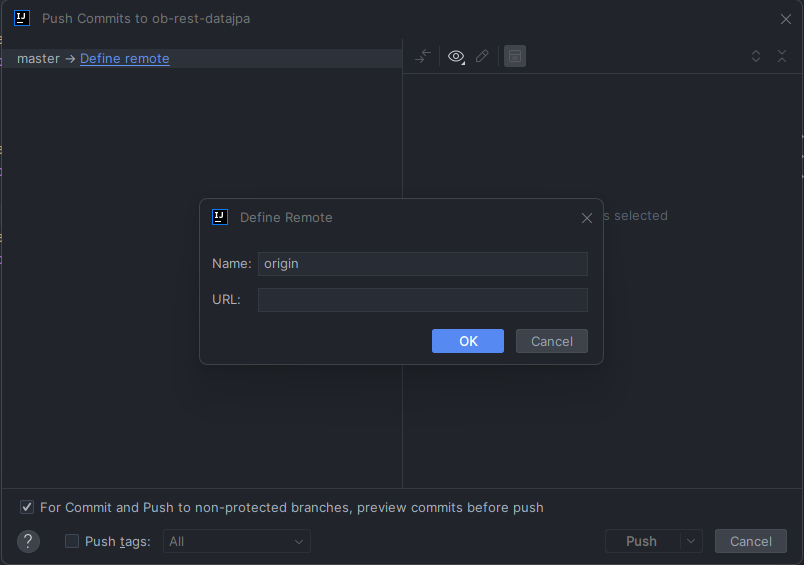 Push Commits to ob-rest-datajpa
master → Define remote
s selected
Define Remote
Name: origin
URL:
OK Cancel
For Commit and Push to non-protected branches, preview commits before push
? Push tags: All Push Cancel